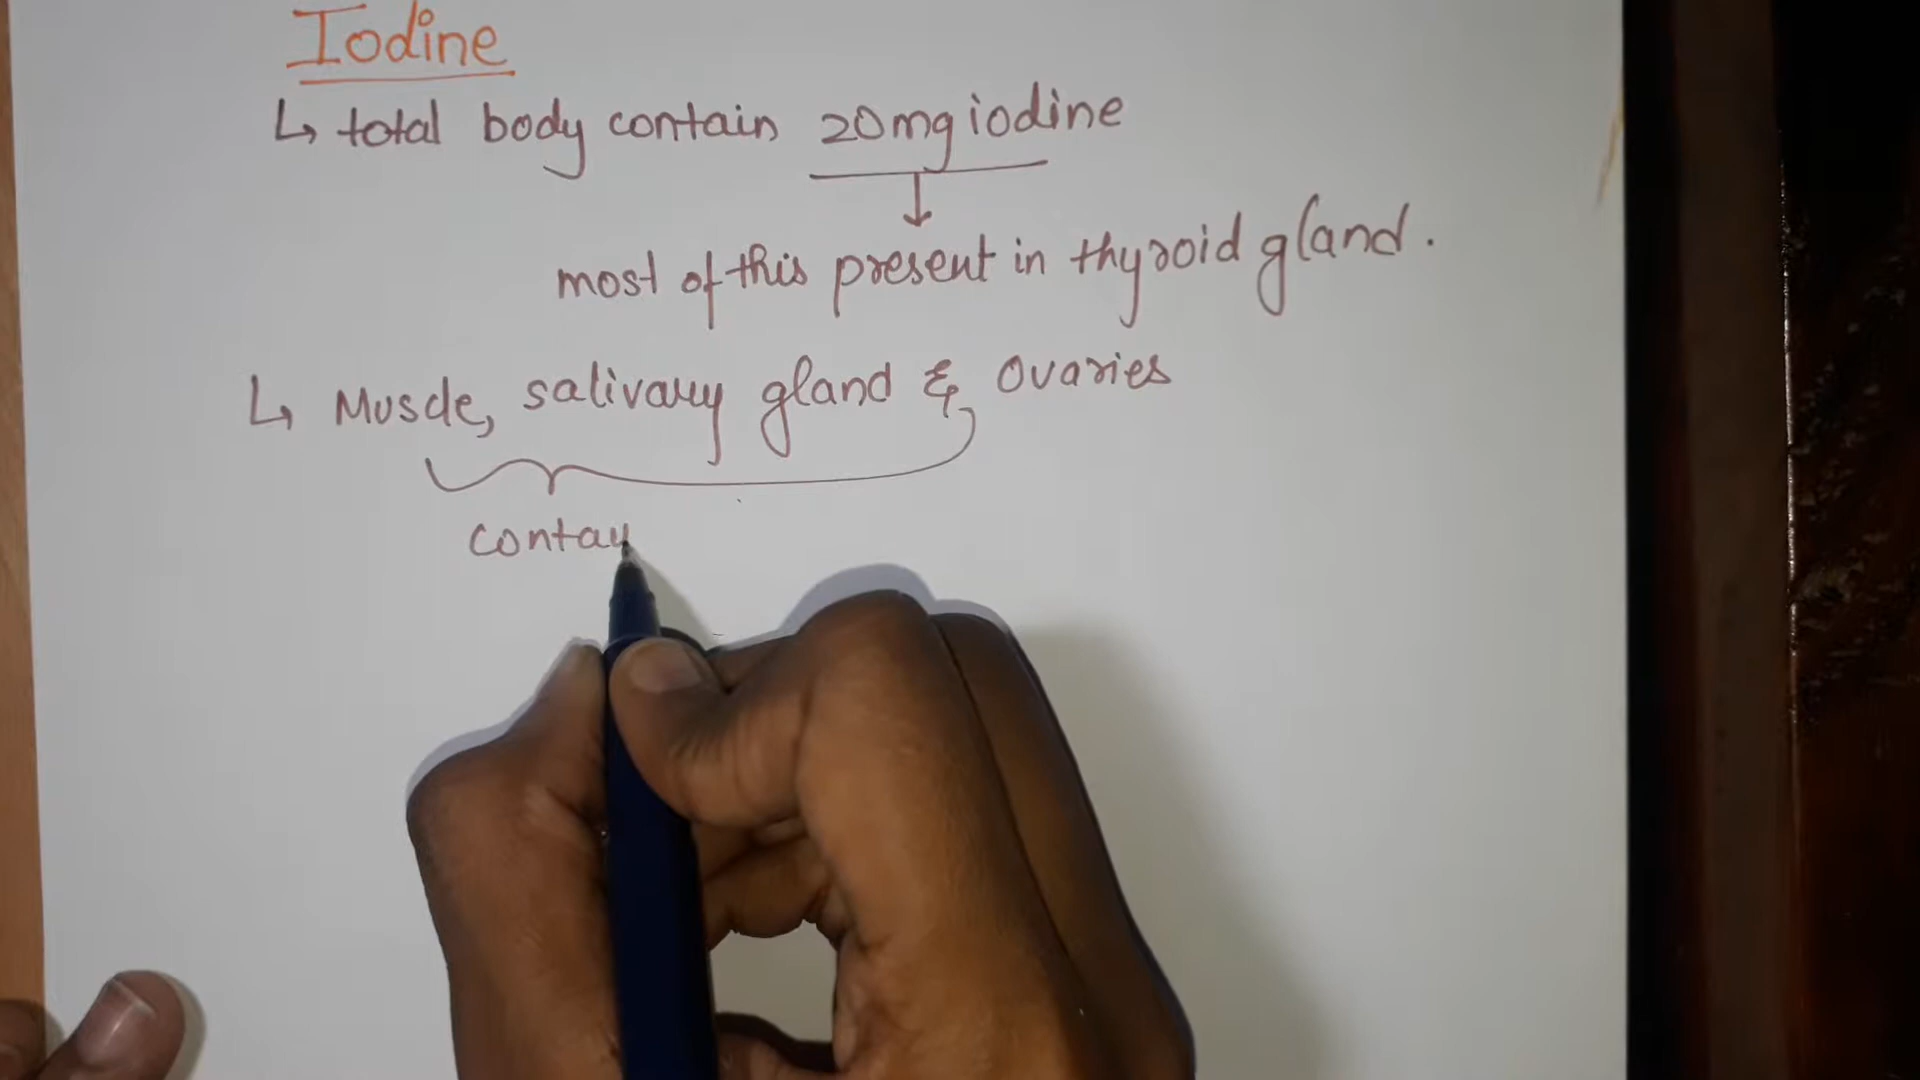 Iodine
↳ total body contain 20mg iodine
↓
most of this present in thyroid gland.
↳ Muscle, salivary gland & Ovaries
contai